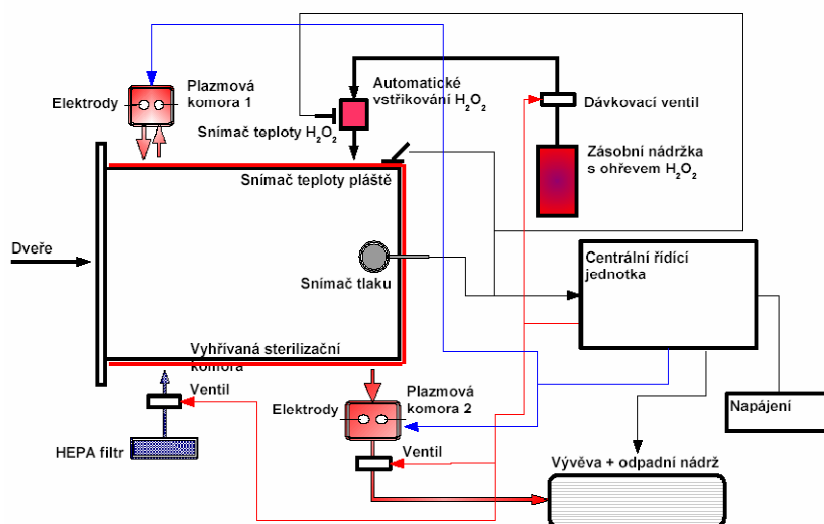 Elektrody
Plazmová
komora 1
Automatické
vstřikování H2O2
Snímač teploty H2O2
Dávkovací ventil
Zásobní nádržka
s ohřevem H2O2
Snímač teploty pláště
Dveře
Snímač tlaku
Centrální řídící
jednotka
Vyhřívaná sterilizační
komora
Ventil
HEPA filtr
Elektrody
Plazmová
komora 2
Ventil
Napájení
Vývěva + odpadní nádrž